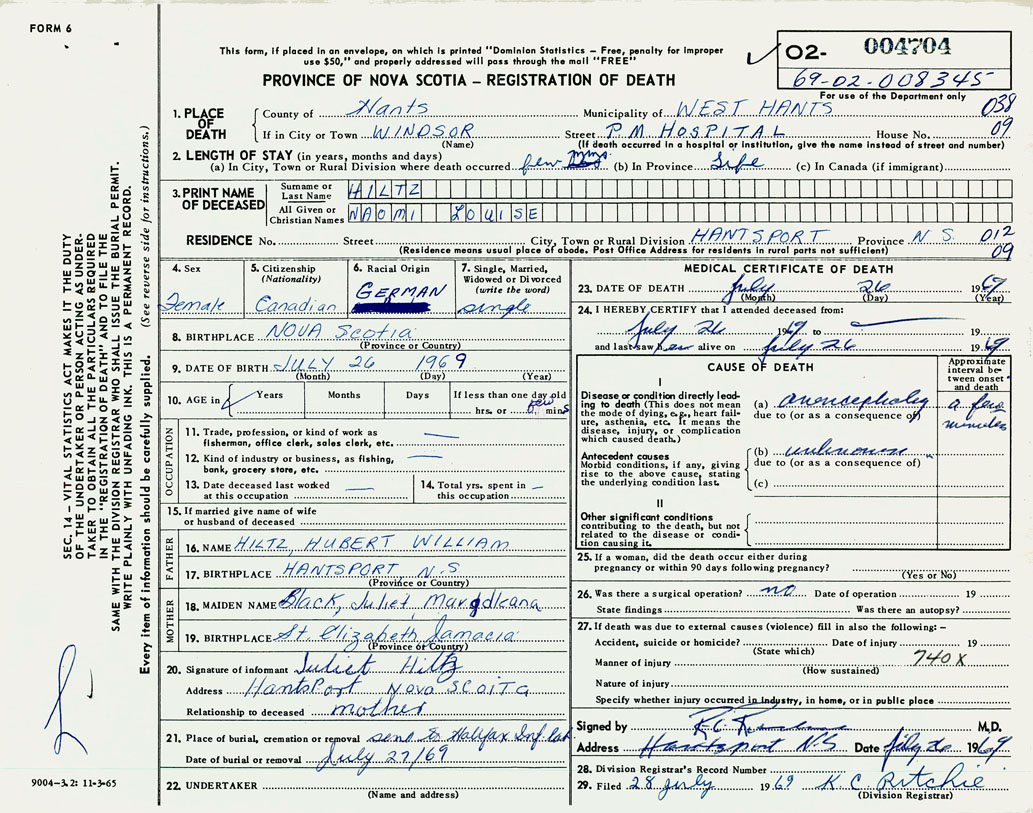 FORM 6
This form, if placed in an envelope, on which is printed "Dominion Statistics – Free, penalty for improper
use $50," and properly addressed will pass through the mail "FREE"
PROVINCE OF NOVA SCOTIA – REGISTRATION OF DEATH
02- 004704
69-02-008345
For use of the Department only
1. PLACE OF DEATH
County of Hants Municipality of WEST HANTS 038
If in City or Town WINDSOR Street P.M. HOSPITAL House No. 09
(Name) (If death occurred in a hospital or institution, give the name instead of street and number)
2. LENGTH OF STAY (in years, months and days)
(a) In City, Town or Rural Division where death occurred few mins (b) In Province Life (c) In Canada (if immigrant)
3. PRINT NAME OF DECEASED
Surname or Last Name HILTZ
All Given or Christian Names NAOMI LOUISE
RESIDENCE No. Street City, Town or Rural Division HANTSPORT Province N S. 012
(Residence means usual place of abode. Post Office Address for residents in rural parts not sufficient) 09
4. Sex Female
5. Citizenship (Nationality) Canadian
6. Racial Origin GERMAN
7. Single, Married, Widowed or Divorced (write the word) single
8. BIRTHPLACE NOVA SCOTIA
(Province or Country)
9. DATE OF BIRTH JULY 26 1969
(Month) (Day) (Year)
10. AGE in Years Months Days If less than one day old
hrs. or few mins
OCCUPATION
11. Trade, profession, or kind of work as
fisherman, office clerk, sales clerk, etc. —
12. Kind of industry or business, as fishing,
bank, grocery store, etc. —
13. Date deceased last worked
at this occupation —
14. Total yrs. spent in
this occupation —
15. If married give name of wife
or husband of deceased
FATHER
16. NAME HILTZ, HUBERT WILLIAM
17. BIRTHPLACE HANTSPORT N.S
(Province or Country)
MOTHER
18. MAIDEN NAME Black, Juliet
19. BIRTHPLACE St. Elizabeth Jamacia
(Province or Country)
20. Signature of informant Juliet Hiltz
Address HantsPort Nova SCOITA
Relationship to deceased mother
21. Place of burial, cremation or removal send to Halifax Inf. lab
Date of burial or removal July 27/69
22. UNDERTAKER
(Name and address)
MEDICAL CERTIFICATE OF DEATH
23. DATE OF DEATH July 26 1969
(Month) (Day) (Year)
24. I HEREBY CERTIFY that I attended deceased from:
July 26 1969 to — 19
and last saw her alive on July 26 1969
CAUSE OF DEATH
Approximate interval between onset and death
I
Disease or condition directly leading to death (This does not mean
the mode of dying, e.g., heart failure, asthenia, etc. It means the
disease, injury, or complication
which caused death.)
(a) anencephaly a few minutes
due to (or as a consequence of)
Antecedent causes
Morbid conditions, if any, giving
rise to the above cause, stating
the underlying condition last.
(b) unknown
due to (or as a consequence of)
(c)
II
Other significant conditions
contributing to the death, but not
related to the disease or condition causing it.
25. If a woman, did the death occur either during
pregnancy or within 90 days following pregnancy?
(Yes or No)
26. Was there a surgical operation? no Date of operation 19
State findings Was there an autopsy?
27. If death was due to external causes (violence) fill in also the following: –
Accident, suicide or homicide? Date of injury 19
(State which)
Manner of injury 740X
(How sustained)
Nature of injury
Specify whether injury occurred in industry, in home, or in public place
Signed by M.D.
Address Hantsport N.S Date July 26 1969
28. Division Registrar's Record Number
29. Filed 28 July 1969 K. C. Ritchie
(Division Registrar)
SEC. 14 – VITAL STATISTICS ACT MAKES IT THE DUTY
OF THE UNDERTAKER OR PERSON ACTING AS UNDER-
TAKER TO OBTAIN ALL THE PARTICULARS REQUIRED
IN THE "REGISTRATION OF DEATH" AND TO FILE THE
SAME WITH THE DIVISION REGISTRAR WHO SHALL ISSUE THE BURIAL PERMIT.
WRITE PLAINLY WITH UNFADING INK. THIS IS A PERMANENT RECORD.
Every item of information should be carefully supplied. (See reverse side for instructions.)
9004-3.2: 11-3-65